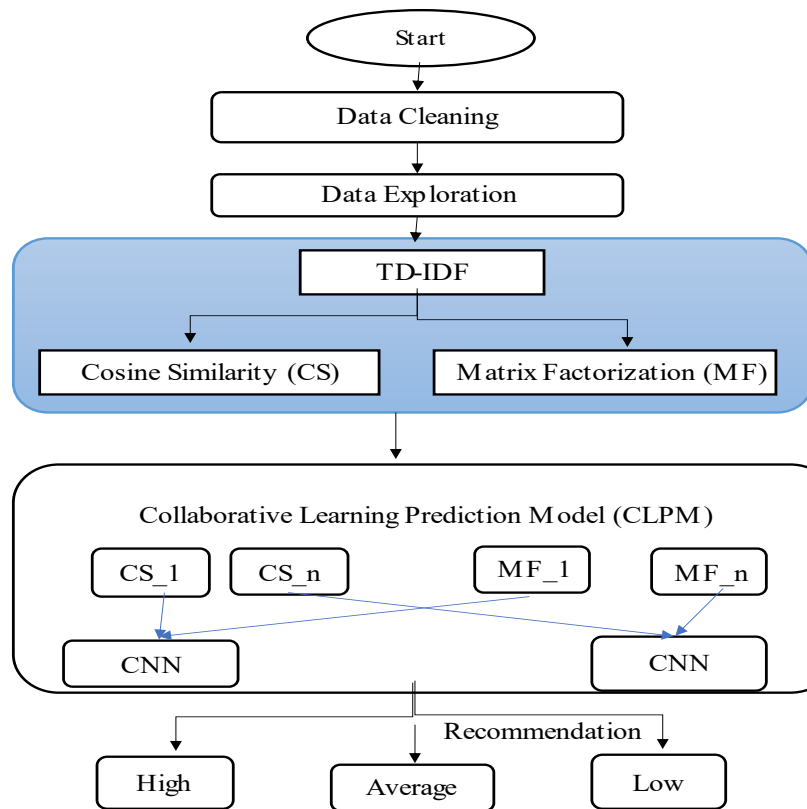 Start
Data Cleaning
Data Exploration
TD-IDF
Cosine Similarity (CS)
Matrix Factorization (MF)
Collaborative Learning Prediction Model (CLPM)
CS_1
CS_n
MF_1
MF_n
CNN
CNN
Recommendation
High
Average
Low